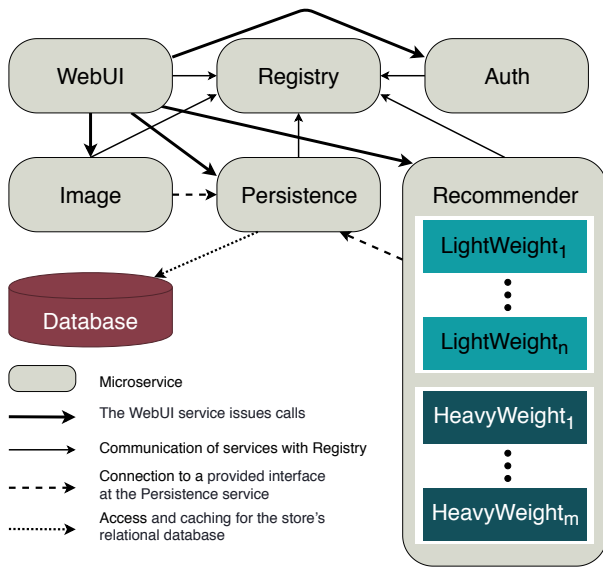 WebUI
Registry
Auth
Image
Persistence
Recommender
LightWeight1
LightWeightn
HeavyWeight1
HeavyWeightm
Database
Microservice
The WebUI service issues calls
Communication of services with Registry
Connection to a provided interface
at the Persistence service
Access and caching for the store's
relational database